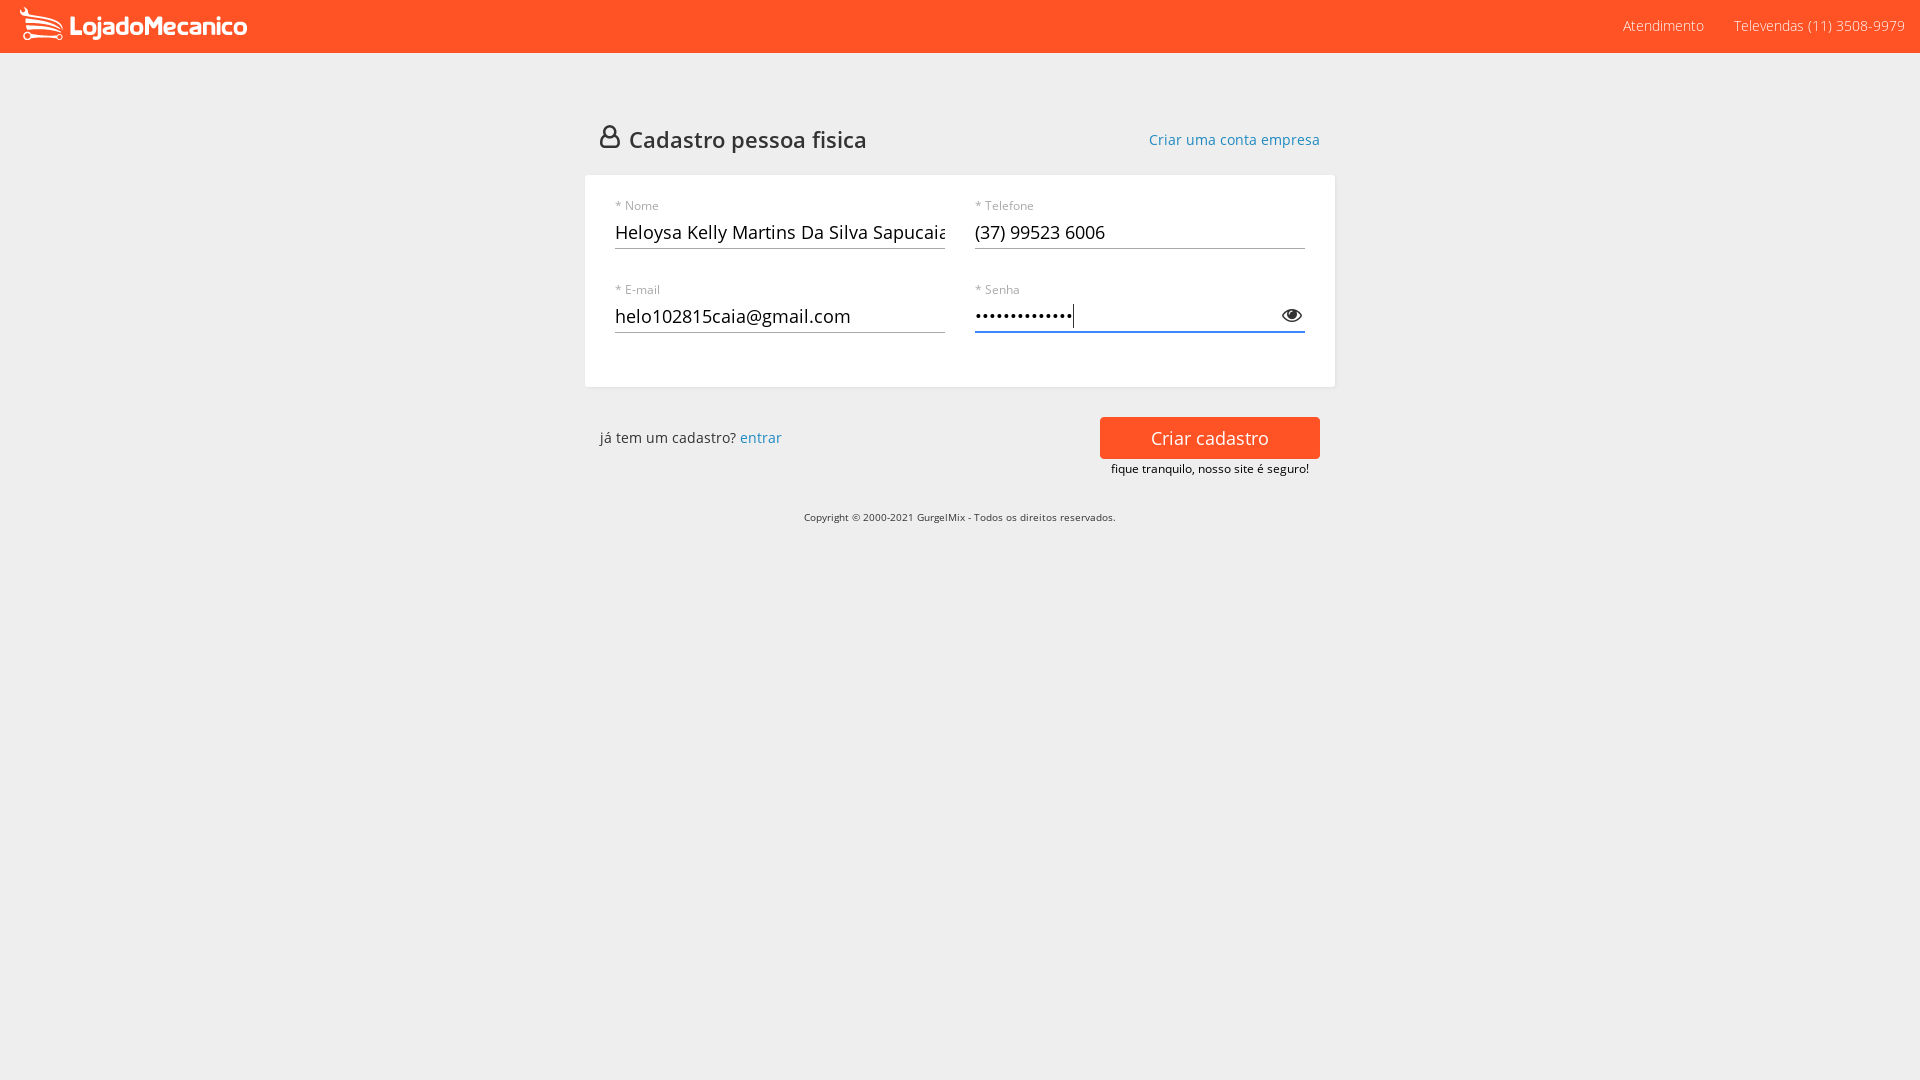 LojadoMecanico
Atendimento
Televendas (11) 3508-9979
Cadastro pessoa fisica
Criar uma conta empresa
* Nome
* Telefone
Heloysa Kelly Martins Da Silva Sapucaia
(37) 99523 6006
* E-mail
* Senha
helo102815caia@gmail.com
••••••••••••••
já tem um cadastro? entrar
Criar cadastro
fique tranquilo, nosso site é seguro!
Copyright © 2000-2021 GurgelMix - Todos os direitos reservados.